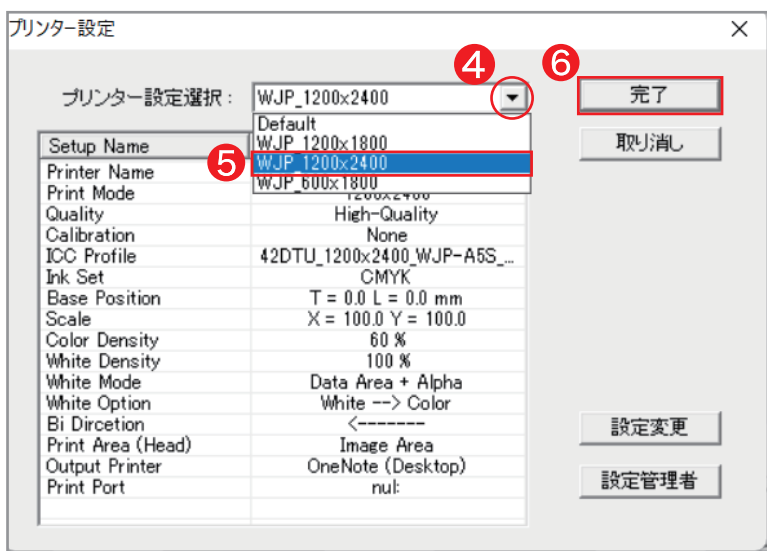 プリンター設定
④ ⑥
プリンター設定選択： WJP_1200x2400 完了
Default
WJP_1200x1800
⑤ WJP_1200x2400
WJP_600x1800
取り消し
Setup Name
Printer Name
Print Mode 1200x2400
Quality High-Quality
Calibration None
ICC Profile 42DTU_1200x2400_WJP-A5S_...
Ink Set CMYK
Base Position T = 0.0 L = 0.0 mm
Scale X = 100.0 Y = 100.0
Color Density 60 %
White Density 100 %
White Mode Data Area + Alpha
White Option White --> Color
Bi Dircetion <-------
Print Area (Head) Image Area
Output Printer OneNote (Desktop)
Print Port nul:
設定変更
設定管理者